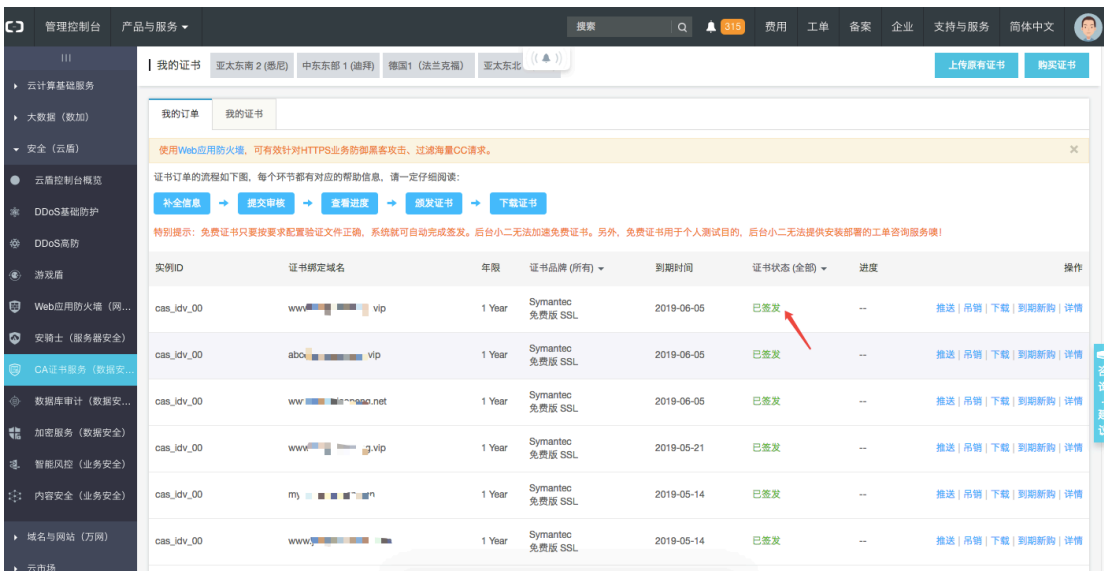 管理控制台 产品与服务 搜索 315 费用 工单 备案 企业 支持与服务 简体中文
我的证书 亚太东南 2 (悉尼) 中东东部 1 (迪拜) 德国1（法兰克福） 亚太东北 上传原有证书 购买证书
云计算基础服务
大数据（数加）
安全（云盾）
云盾控制台概览
DDoS基础防护
DDoS高防
游戏盾
Web应用防火墙（网...
安骑士（服务器安全）
CA证书服务（数据安...
数据库审计（数据安...
加密服务（数据安全）
智能风控（业务安全）
内容安全（业务安全）
域名与网站（万网）
云市场
我的订单 我的证书
使用Web应用防火墙，可有效针对HTTPS业务防御黑客攻击、过滤海量CC请求。
证书订单的流程如下图，每个环节都有对应的帮助信息，请一定仔细阅读：
补全信息 → 提交审核 → 查看进度 → 颁发证书 → 下载证书
特别提示：免费证书只要按要求配置验证文件正确，系统就可自动完成签发。后台小二无法加速免费证书。另外，免费证书用于个人测试目的，后台小二无法提供安装部署的工单咨询服务噢！
实例ID 证书绑定域名 年限 证书品牌 (所有) 到期时间 证书状态 (全部) 进度 操作
cas_idv_00 www vip 1 Year Symantec 免费版 SSL 2019-06-05 已签发 -- 推送 | 吊销 | 下载 | 到期新购 | 详情
cas_idv_00 vip 1 Year Symantec 免费版 SSL 2019-06-05 已签发 -- 推送 | 吊销 | 下载 | 到期新购 | 详情
cas_idv_00 .net 1 Year Symantec 免费版 SSL 2019-06-05 已签发 -- 推送 | 吊销 | 下载 | 到期新购 | 详情
cas_idv_00 www .vip 1 Year Symantec 免费版 SSL 2019-05-21 已签发 -- 推送 | 吊销 | 下载 | 到期新购 | 详情
cas_idv_00 1 Year Symantec 免费版 SSL 2019-05-14 已签发 -- 推送 | 吊销 | 下载 | 到期新购 | 详情
cas_idv_00 www. 1 Year Symantec 免费版 SSL 2019-05-14 已签发 -- 推送 | 吊销 | 下载 | 到期新购 | 详情
咨询·建议